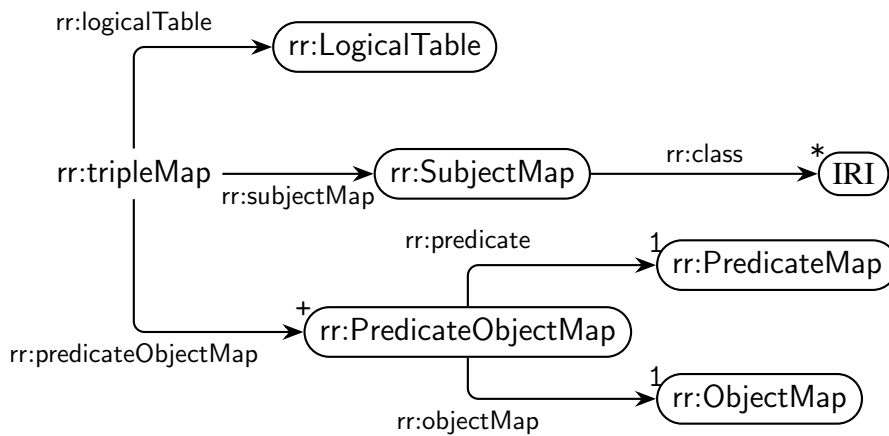 rr:logicalTable
rr:LogicalTable
rr:tripleMap
rr:subjectMap
rr:SubjectMap
rr:class
*
IRI
rr:predicate
1
rr:PredicateMap
+
rr:PredicateObjectMap
rr:predicateObjectMap
1
rr:ObjectMap
rr:objectMap